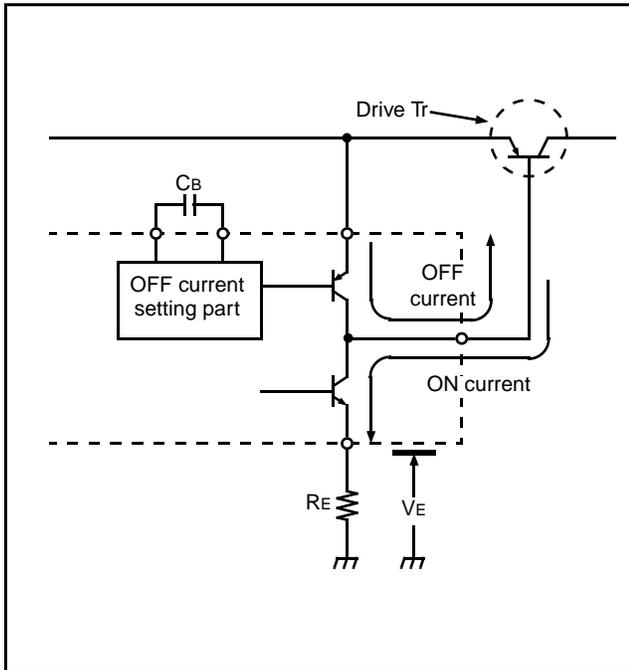 Drive Tr
CB
OFF current
setting part
OFF
current
ON current
RE
VE